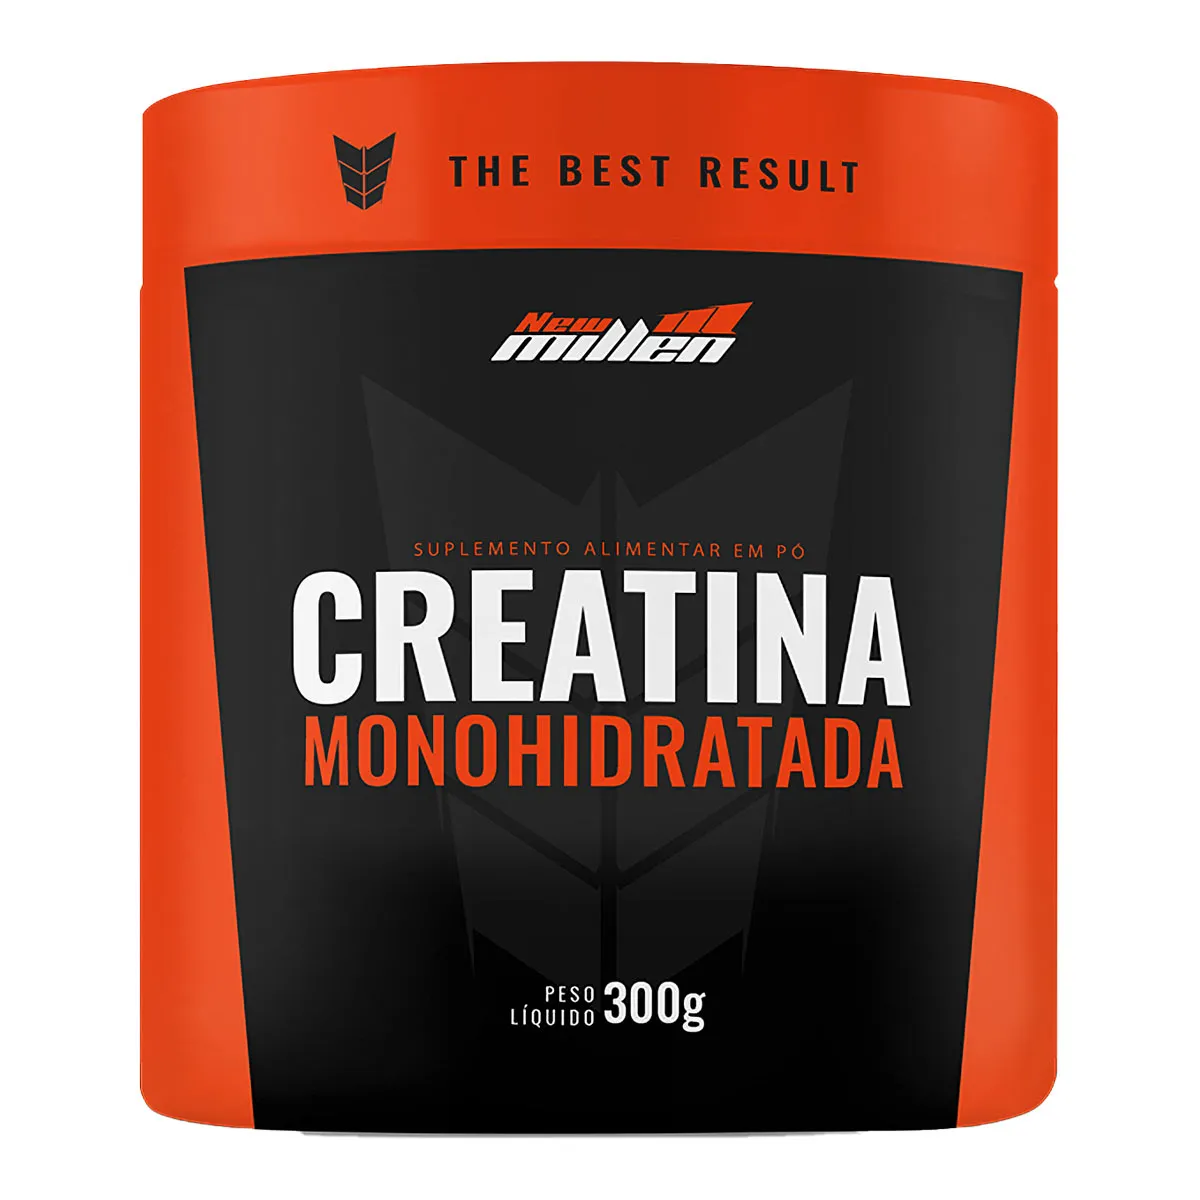 THE BEST RESULT
New
millen
SUPLEMENTO ALIMENTAR EM PÓ
CREATINA
MONOHIDRATADA
PESO
LÍQUIDO 300g